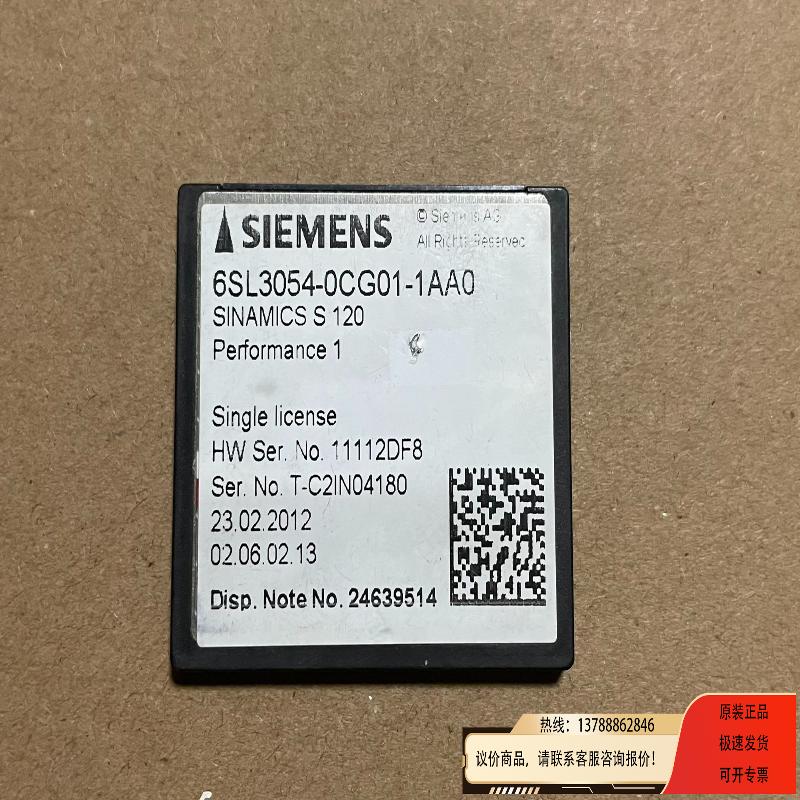 SIEMENS
© Siemens AG
All Rights Reserved
6SL3054-0CG01-1AA0
SINAMICS S 120
Performance 1
Single license
HW Ser. No. 11112DF8
Ser. No. T-C2IN04180
23.02.2012
02.06.02.13
Disp. Note No. 24639514
热线：13788862846
议价商品，请联系客服咨询报价！
原装正品
极速发货
可开专票